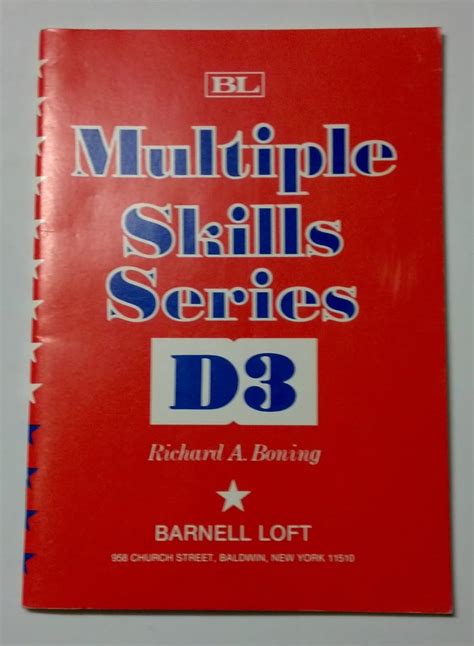 BL
Multiple
Skills
Series
D3
Richard A. Boning
BARNELL LOFT
958 CHURCH STREET, BALDWIN, NEW YORK 11510